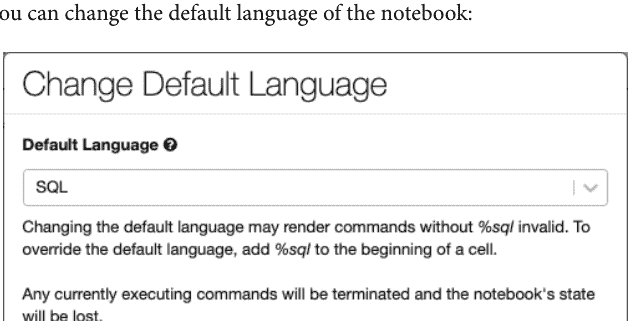 ou can change the default language of the notebook:
Change Default Language
Default Language
SQL
Changing the default language may render commands without %sql invalid. To
override the default language, add %sql to the beginning of a cell.
Any currently executing commands will be terminated and the notebook's state
will be lost.